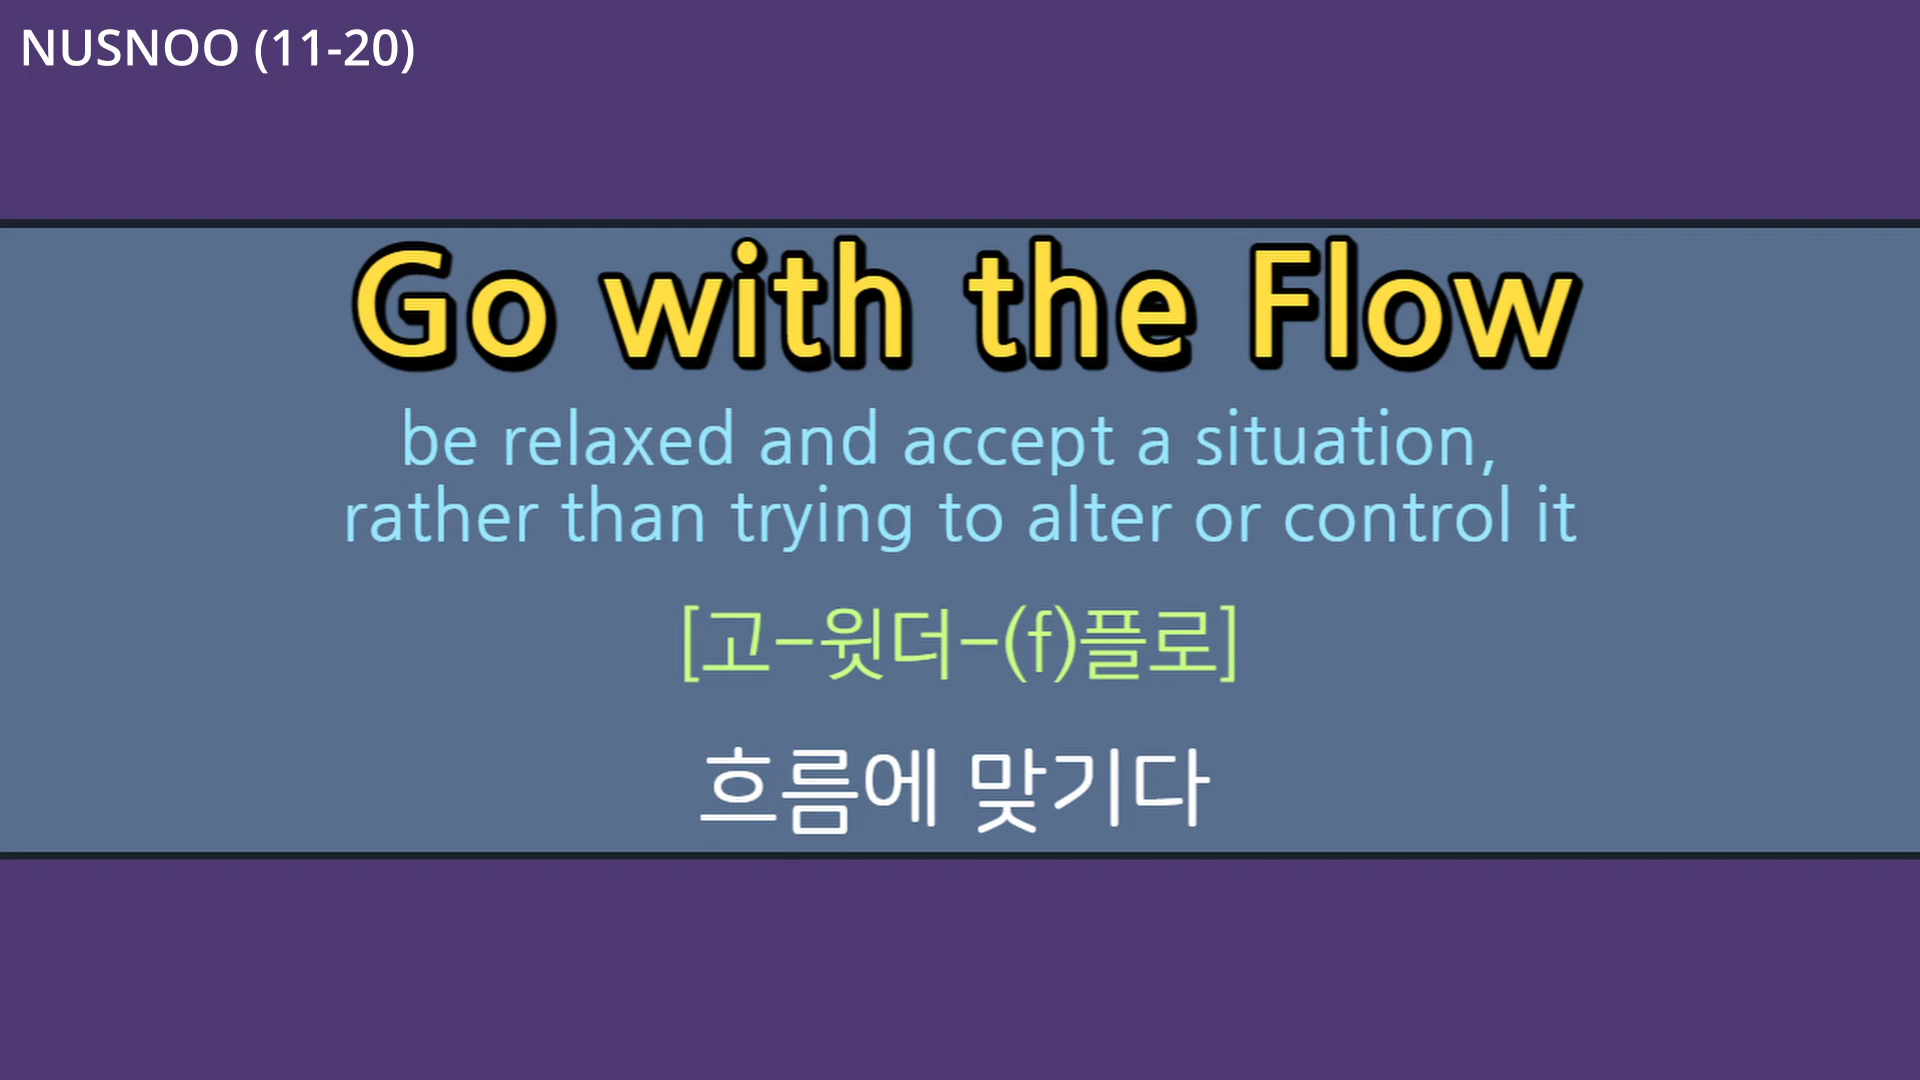 NUSNOO (11-20)
Go with the Flow
be relaxed and accept a situation,
rather than trying to alter or control it
[고-윗더-(f)플로]
흐름에 맞기다